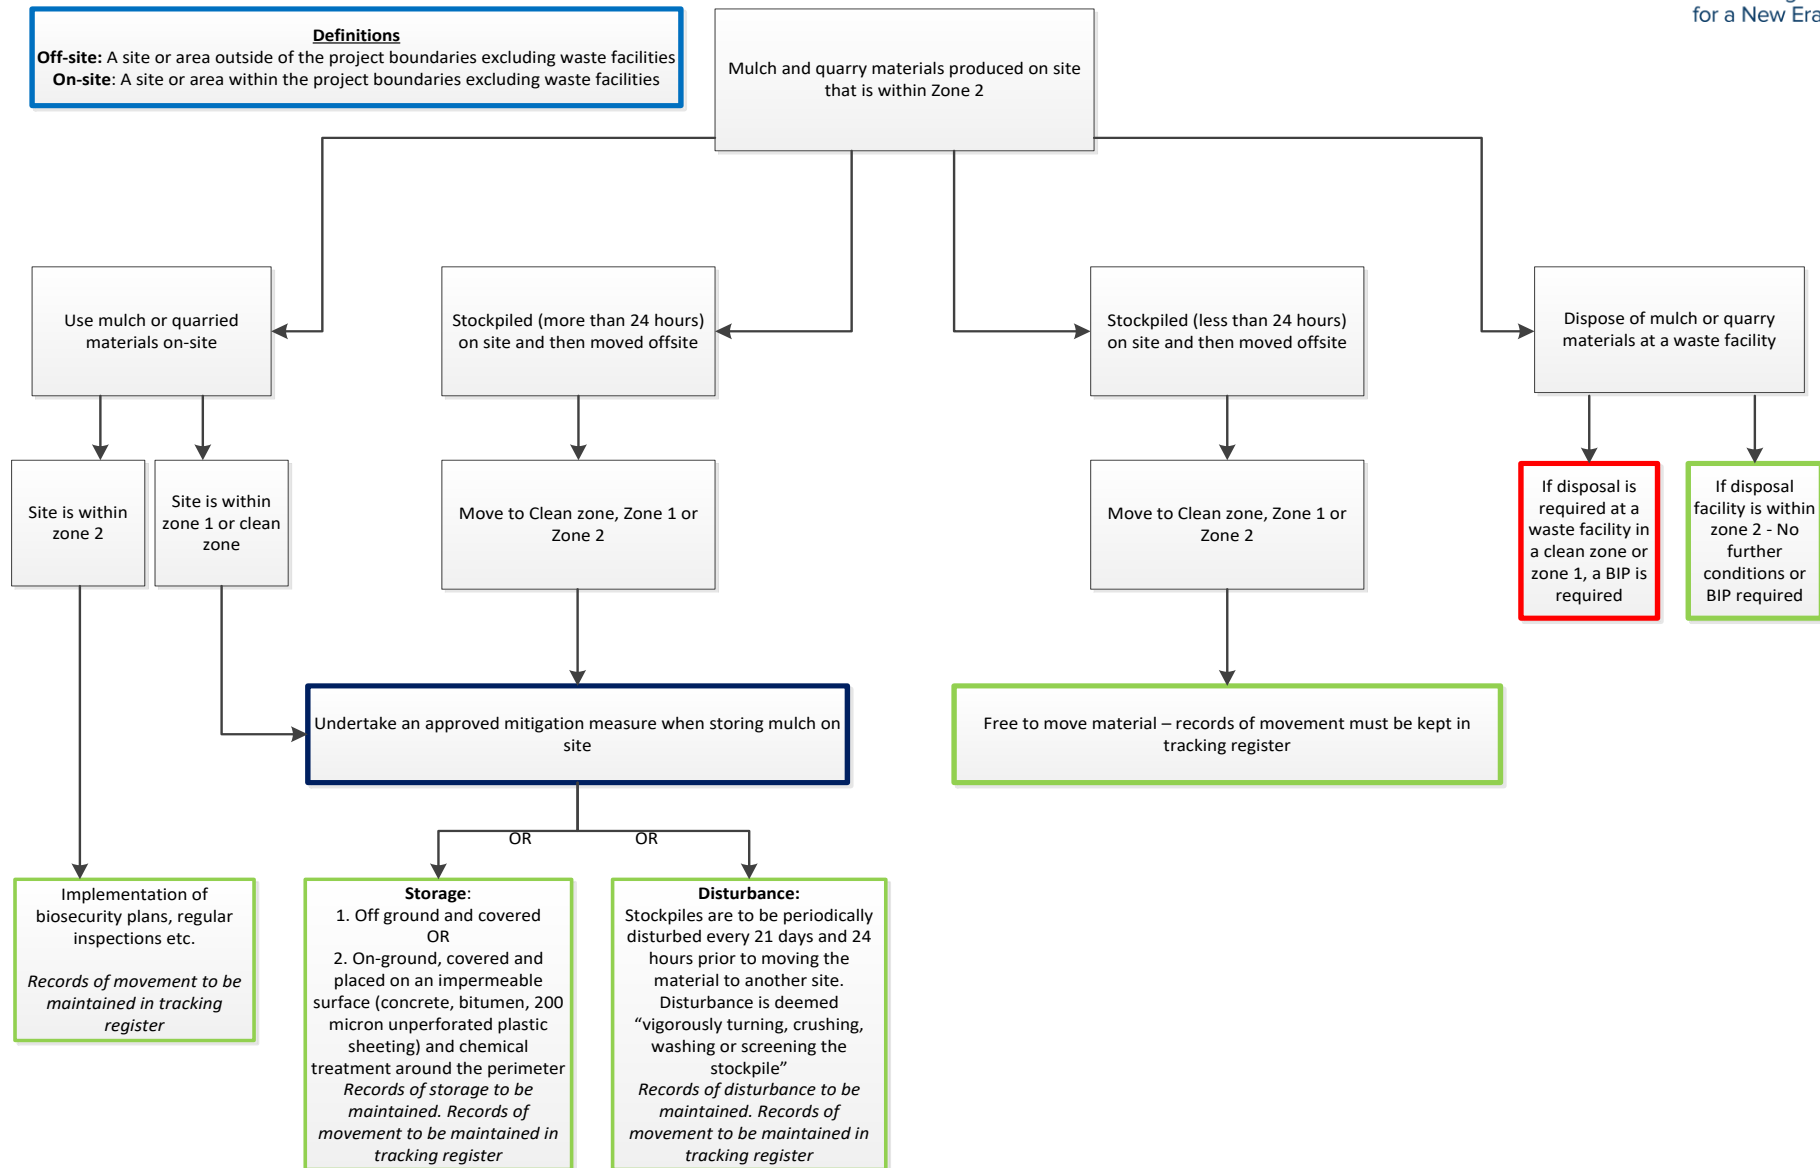 for a New Era
Definitions
Off-site: A site or area outside of the project boundaries excluding waste facilities
On-site: A site or area within the project boundaries excluding waste facilities
Mulch and quarry materials produced on site
that is within Zone 2
Use mulch or quarried
materials on-site
Stockpiled (more than 24 hours)
on site and then moved offsite
Stockpiled (less than 24 hours)
on site and then moved offsite
Dispose of mulch or quarry
materials at a waste facility
Site is within
zone 2
Site is within
zone 1 or clean
zone
Move to Clean zone, Zone 1 or
Zone 2
Move to Clean zone, Zone 1 or
Zone 2
If disposal is
required at a
waste facility in
a clean zone or
zone 1, a BIP is
required
If disposal
facility is within
zone 2 - No
further
conditions or
BIP required
Undertake an approved mitigation measure when storing mulch on
site
Free to move material – records of movement must be kept in
tracking register
OR
OR
Implementation of
biosecurity plans, regular
inspections etc.
Records of movement to be
maintained in tracking
register
Storage:
1. Off ground and covered
OR
2. On-ground, covered and
placed on an impermeable
surface (concrete, bitumen, 200
micron unperforated plastic
sheeting) and chemical
treatment around the perimeter
Records of storage to be
maintained. Records of
movement to be maintained in
tracking register
Disturbance:
Stockpiles are to be periodically
disturbed every 21 days and 24
hours prior to moving the
material to another site.
Disturbance is deemed
“vigorously turning, crushing,
washing or screening the
stockpile”
Records of disturbance to be
maintained. Records of
movement to be maintained in
tracking register